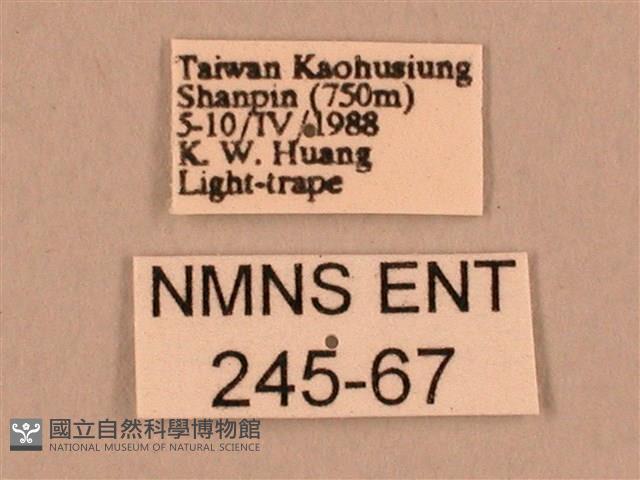 Taiwan Kaohusiung
Shanpin (750m)
5-10/IV/1988
K. W. Huang
Light-trape
NMNS ENT
245-67
國立自然科學博物館
NATIONAL MUSEUM OF NATURAL SCIENCE